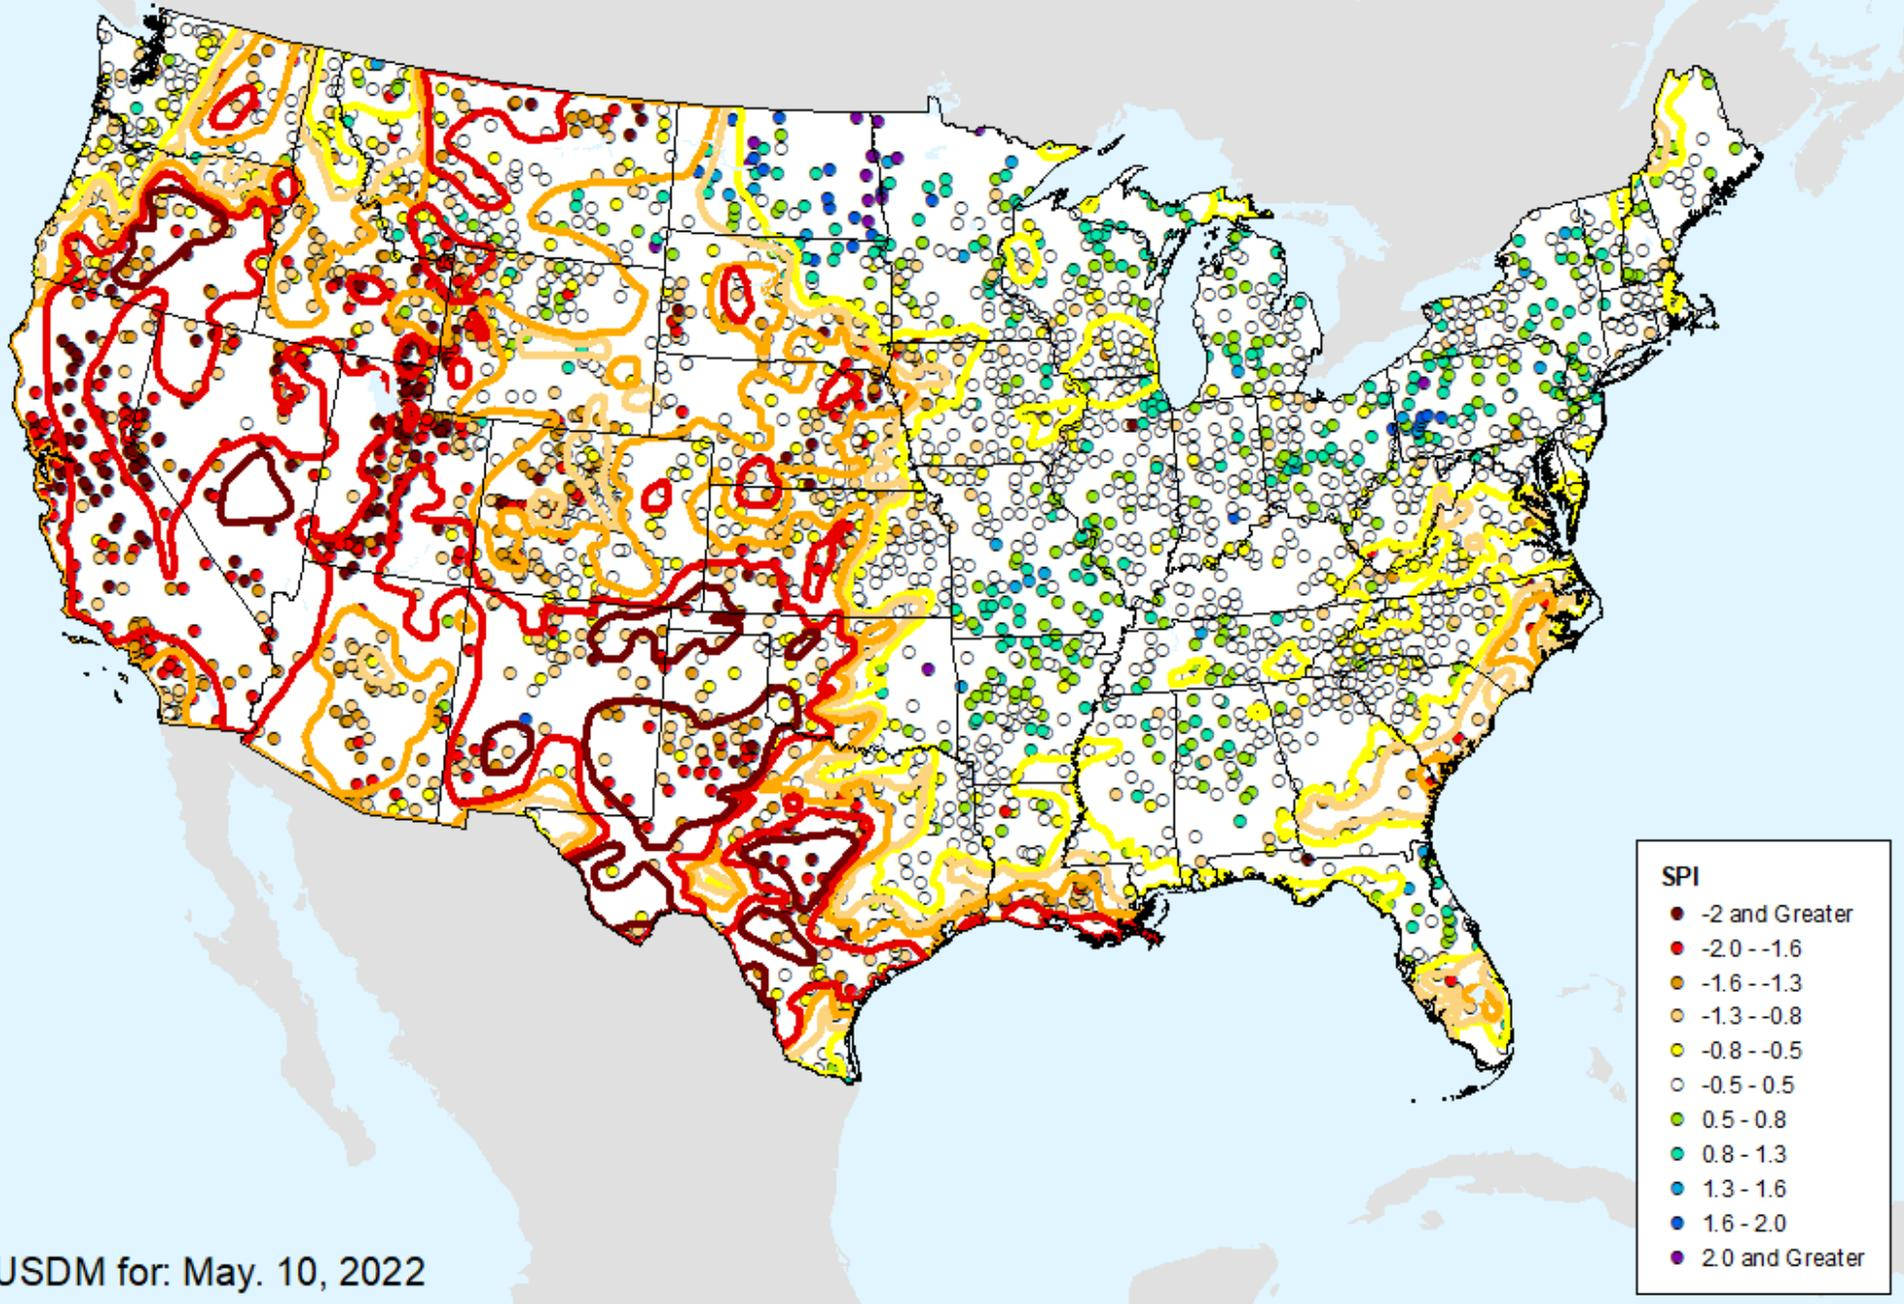 SPI
-2 and Greater
-2.0 - -1.6
-1.6 - -1.3
-1.3 - -0.8
-0.8 - -0.5
-0.5 - 0.5
0.5 - 0.8
0.8 - 1.3
1.3 - 1.6
1.6 - 2.0
2.0 and Greater
USDM for: May. 10, 2022